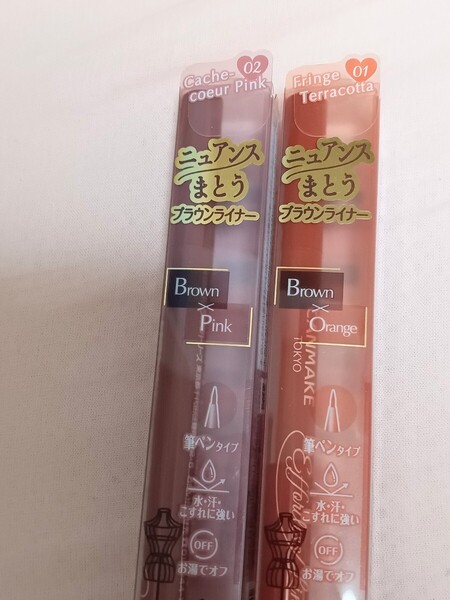 Cache-
coeur Pink
02
ニュアンス
まとう
ブラウンライナー
Brown
×
Pink
筆ペンタイプ
水・汗・
こすれに強い
OFF
お湯でオフ
Fringe
Terracotta
01
ニュアンス
まとう
ブラウンライナー
Brown
×
Orange
CANMAKE
TOKYO
筆ペンタイプ
水・汗・
こすれに強い
OFF
お湯でオフ